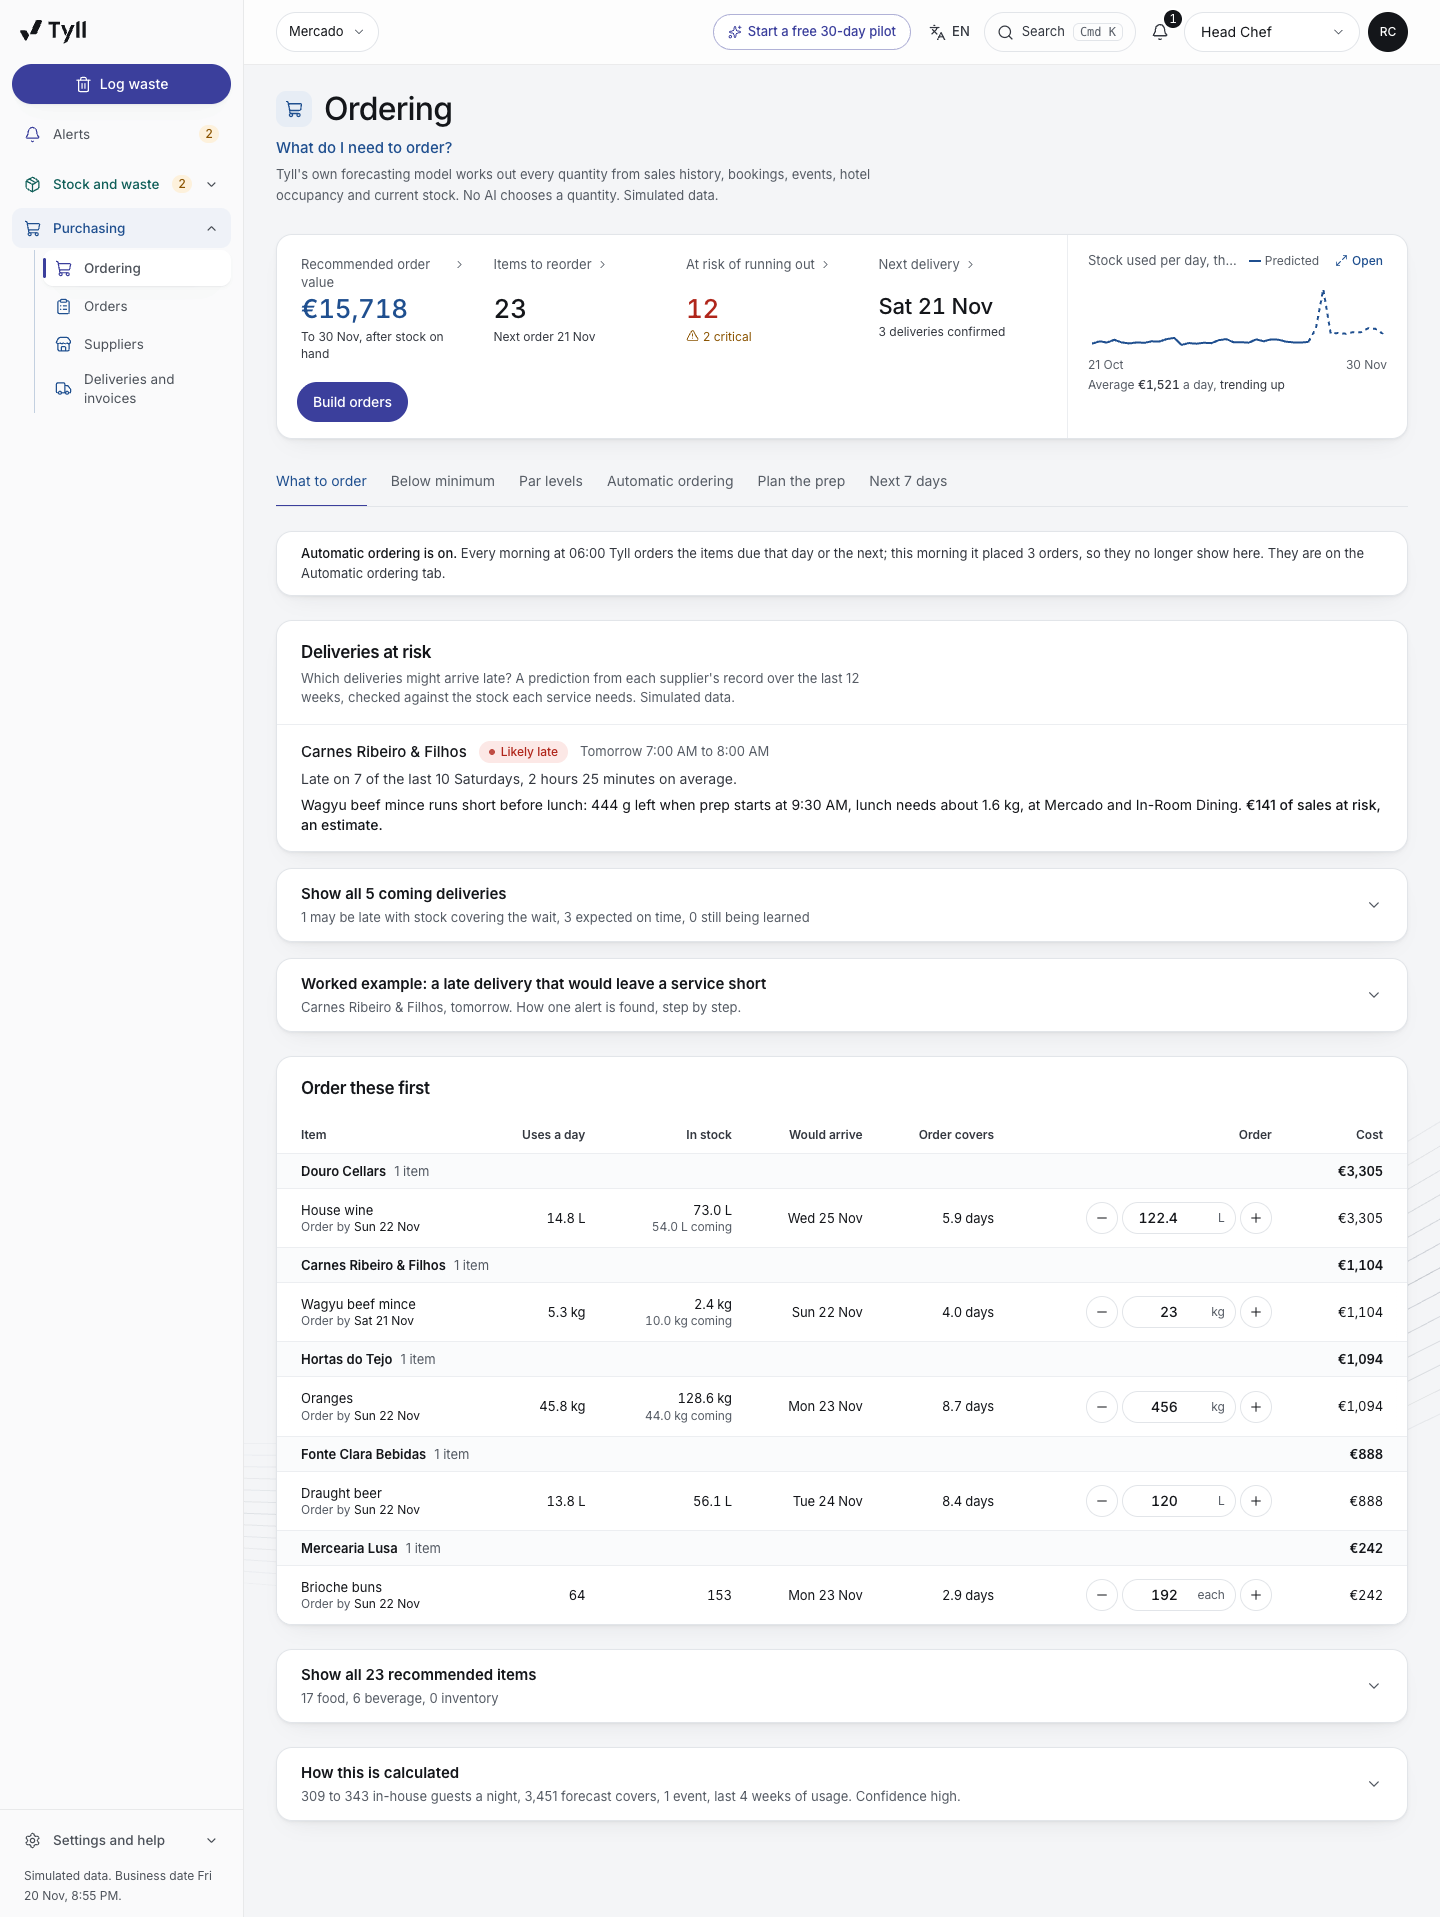 Tyll
Log waste
Alerts 2
Stock and waste 2
Purchasing
Ordering
Orders
Suppliers
Deliveries and
invoices
Settings and help
Simulated data. Business date Fri
20 Nov, 8:55 PM.
Mercado
Start a free 30-day pilot
EN
Search Cmd K
1
Head Chef
RC
Ordering
What do I need to order?
Tyll's own forecasting model works out every quantity from sales history, bookings, events, hotel
occupancy and current stock. No AI chooses a quantity. Simulated data.
Recommended order
value
€15,718
To 30 Nov, after stock on
hand
Items to reorder
23
Next order 21 Nov
At risk of running out
12
2 critical
Next delivery
Sat 21 Nov
3 deliveries confirmed
Build orders
Stock used per day, th... Predicted Open
21 Oct 30 Nov
Average €1,521 a day, trending up
What to order Below minimum Par levels Automatic ordering Plan the prep Next 7 days
Automatic ordering is on. Every morning at 06:00 Tyll orders the items due that day or the next; this morning it placed 3 orders, so they no longer show here. They are on the
Automatic ordering tab.
Deliveries at risk
Which deliveries might arrive late? A prediction from each supplier's record over the last 12
weeks, checked against the stock each service needs. Simulated data.
Carnes Ribeiro & Filhos Likely late Tomorrow 7:00 AM to 8:00 AM
Late on 7 of the last 10 Saturdays, 2 hours 25 minutes on average.
Wagyu beef mince runs short before lunch: 444 g left when prep starts at 9:30 AM, lunch needs about 1.6 kg, at Mercado and In-Room Dining. €141 of sales at risk,
an estimate.
Show all 5 coming deliveries
1 may be late with stock covering the wait, 3 expected on time, 0 still being learned
Worked example: a late delivery that would leave a service short
Carnes Ribeiro & Filhos, tomorrow. How one alert is found, step by step.
Order these first
Item Uses a day In stock Would arrive Order covers Order Cost
Douro Cellars 1 item €3,305
House wine 14.8 L 73.0 L Wed 25 Nov 5.9 days 122.4 L €3,305
Order by Sun 22 Nov 54.0 L coming
Carnes Ribeiro & Filhos 1 item €1,104
Wagyu beef mince 5.3 kg 2.4 kg Sun 22 Nov 4.0 days 23 kg €1,104
Order by Sat 21 Nov 10.0 kg coming
Hortas do Tejo 1 item €1,094
Oranges 45.8 kg 128.6 kg Mon 23 Nov 8.7 days 456 kg €1,094
Order by Sun 22 Nov 44.0 kg coming
Fonte Clara Bebidas 1 item €888
Draught beer 13.8 L 56.1 L Tue 24 Nov 8.4 days 120 L €888
Order by Sun 22 Nov
Mercearia Lusa 1 item €242
Brioche buns 64 153 Mon 23 Nov 2.9 days 192 each €242
Order by Sun 22 Nov
Show all 23 recommended items
17 food, 6 beverage, 0 inventory
How this is calculated
309 to 343 in-house guests a night, 3,451 forecast covers, 1 event, last 4 weeks of usage. Confidence high.